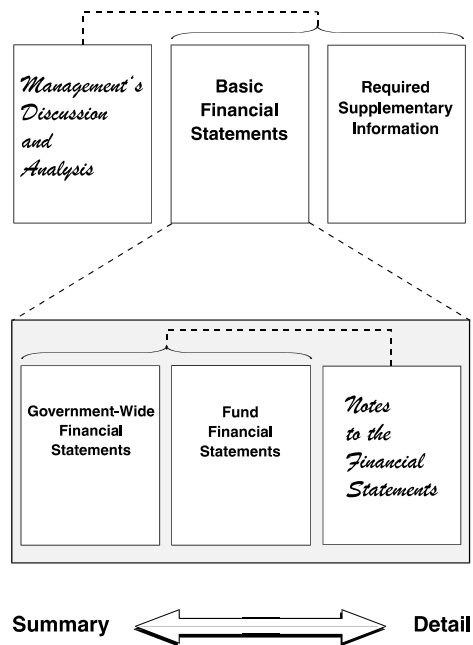 Management's
Discussion
and
Analysis
Basic
Financial
Statements
Required
Supplementary
Information
Government-Wide
Financial
Statements
Fund
Financial
Statements
Notes
to the
Financial
Statements
Summary
Detail